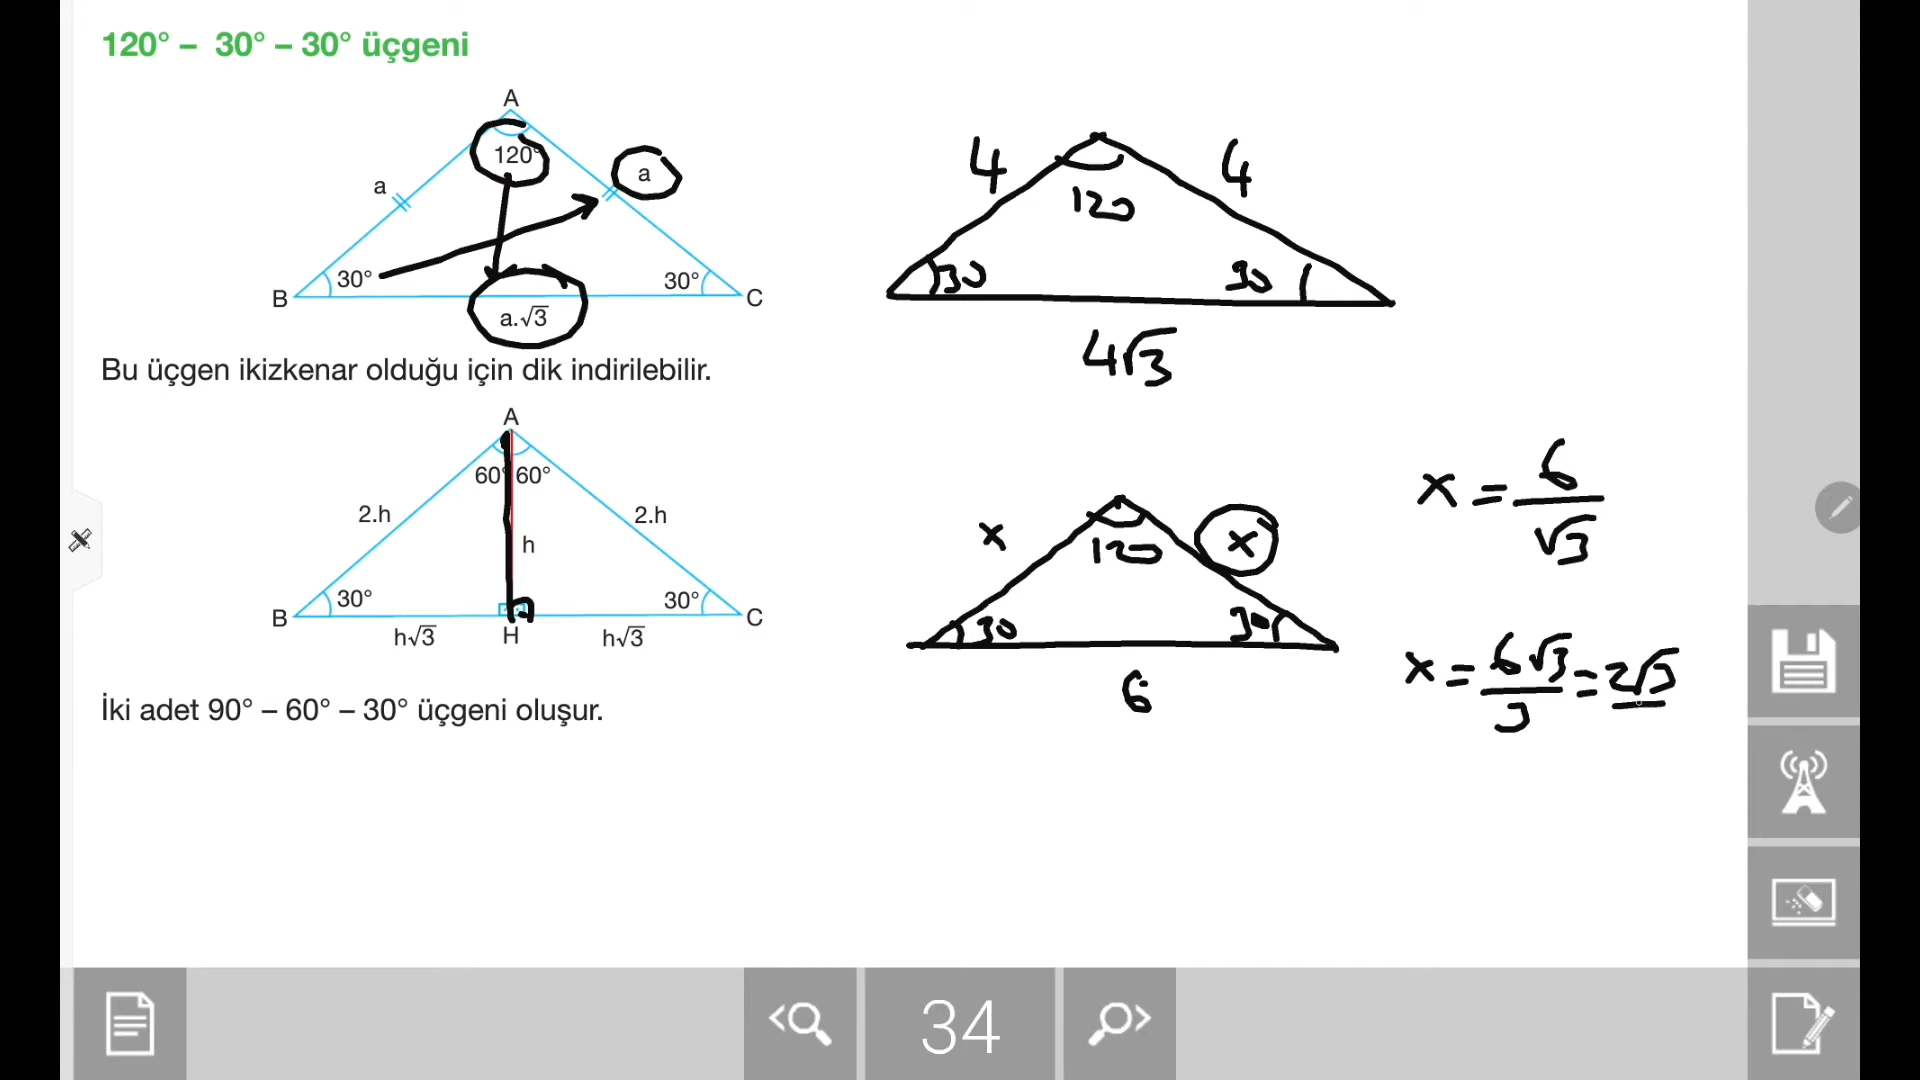 120° – 30° – 30° üçgeni
A
120°
a
a
B
30°
30°
C
a.√3
Bu üçgen ikizkenar olduğu için dik indirilebilir.
A
60°
60°
2.h
2.h
h
B
30°
30°
C
h√3
H
h√3
İki adet 90° – 60° – 30° üçgeni oluşur.
4
4
120
30
30
4√3
x
x
120
30
30
6
x = 6/√3
x = 6√3/3 = 2√3
34